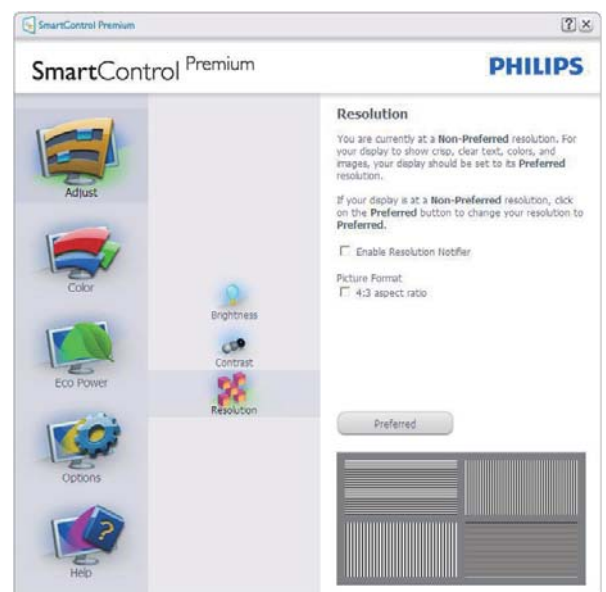 SmartControl Premium
SmartControl Premium
PHILIPS
Adjust
Color
Eco Power
Options
Help
Brightness
Contrast
Resolution
Resolution
You are currently at a Non-Preferred resolution. For
your display to show crisp, clear text, colors, and
images, your display should be set to its Preferred
resolution.
If your display is at a Non-Preferred resolution, click
on the Preferred button to change your resolution to
Preferred.
Enable Resolution Notifier
Picture Format
4:3 aspect ratio
Preferred